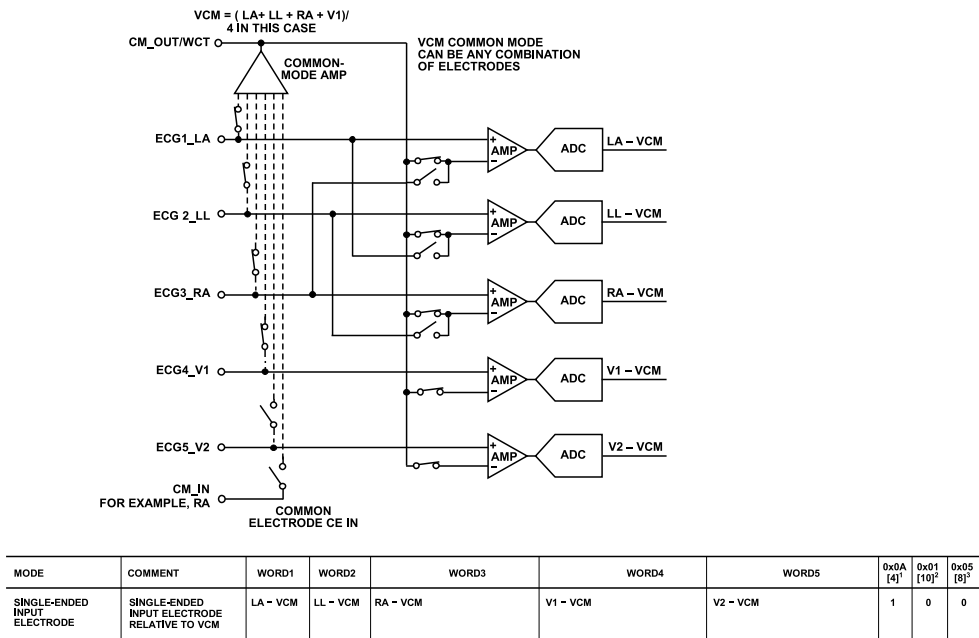 VCM = ( LA+ LL + RA + V1)/
4 IN THIS CASE
CM_OUT/WCT
COMMON-
MODE AMP
VCM COMMON MODE
CAN BE ANY COMBINATION
OF ELECTRODES
ECG1_LA
+
AMP
–
ADC
LA – VCM
ECG 2_LL
+
AMP
–
ADC
LL – VCM
ECG3_RA
+
AMP
–
ADC
RA – VCM
ECG4_V1
+
AMP
–
ADC
V1 – VCM
ECG5_V2
+
AMP
–
ADC
V2 – VCM
CM_IN
FOR EXAMPLE, RA
COMMON
ELECTRODE CE IN
MODE COMMENT WORD1 WORD2 WORD3 WORD4 WORD5 0x0A [4]¹ 0x01 [10]² 0x05 [8]³
SINGLE-ENDED
INPUT
ELECTRODE
SINGLE-ENDED
INPUT ELECTRODE
RELATIVE TO VCM
LA – VCM LL – VCM RA – VCM V1 – VCM V2 – VCM 1 0 0